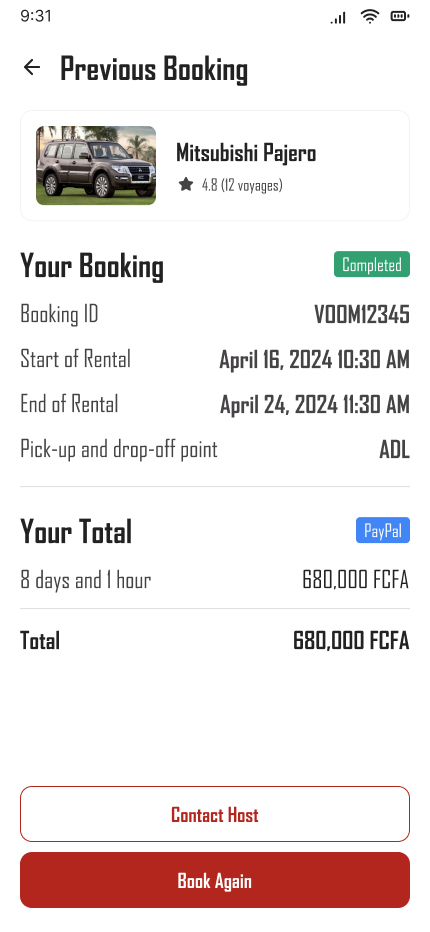 9:31
Previous Booking
Mitsubishi Pajero
4.8 (12 voyages)
Your Booking
Completed
Booking ID
VOOM12345
Start of Rental
April 16, 2024 10:30 AM
End of Rental
April 24, 2024 11:30 AM
Pick-up and drop-off point
ADL
Your Total
PayPal
8 days and 1 hour
680,000 FCFA
Total
680,000 FCFA
Contact Host
Book Again